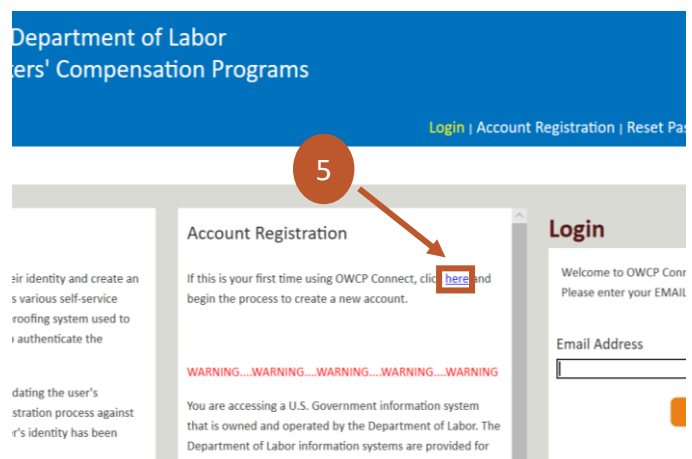 Department of Labor
ers' Compensation Programs
Login | Account Registration | Reset Pas
5
eir identity and create an
s various self-service
roofing system used to
authenticate the
dating the user's
stration process against
r's identity has been
Account Registration
If this is your first time using OWCP Connect, clic here and
begin the process to create a new account.
WARNING....WARNING....WARNING....WARNING....WARNING
You are accessing a U.S. Government information system
that is owned and operated by the Department of Labor. The
Department of Labor information systems are provided for
Login
Welcome to OWCP Conn
Please enter your EMAIL
Email Address